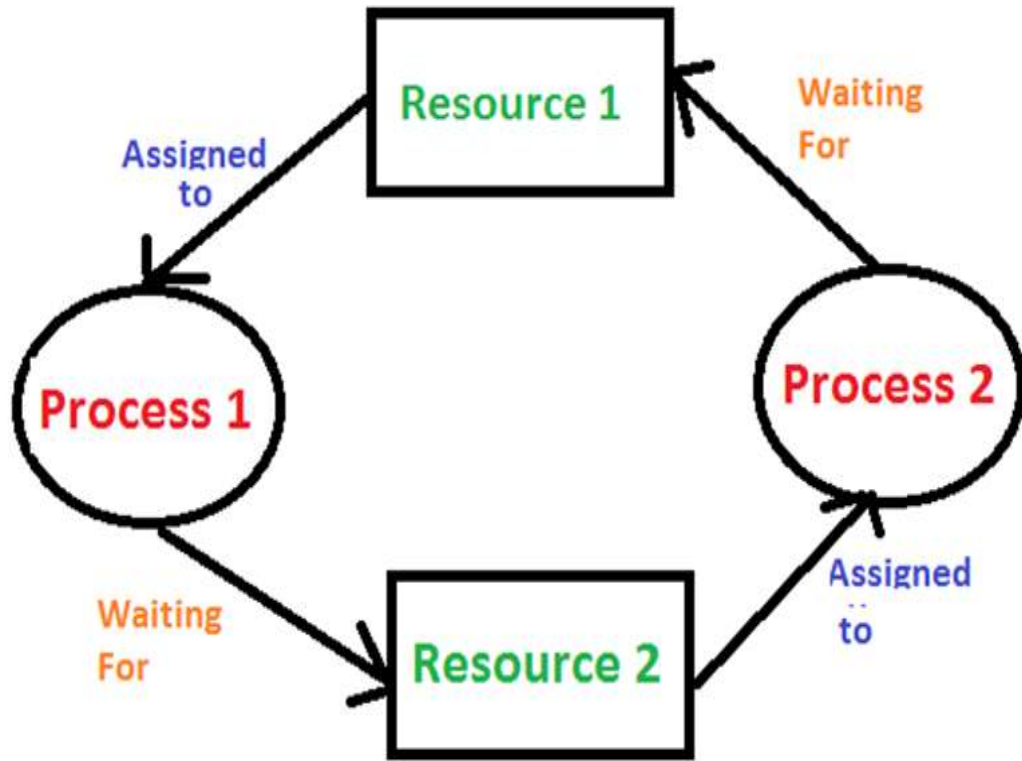 Resource 1
Waiting
For
Assigned
to
Process 1
Process 2
Waiting
For
Resource 2
Assigned
to